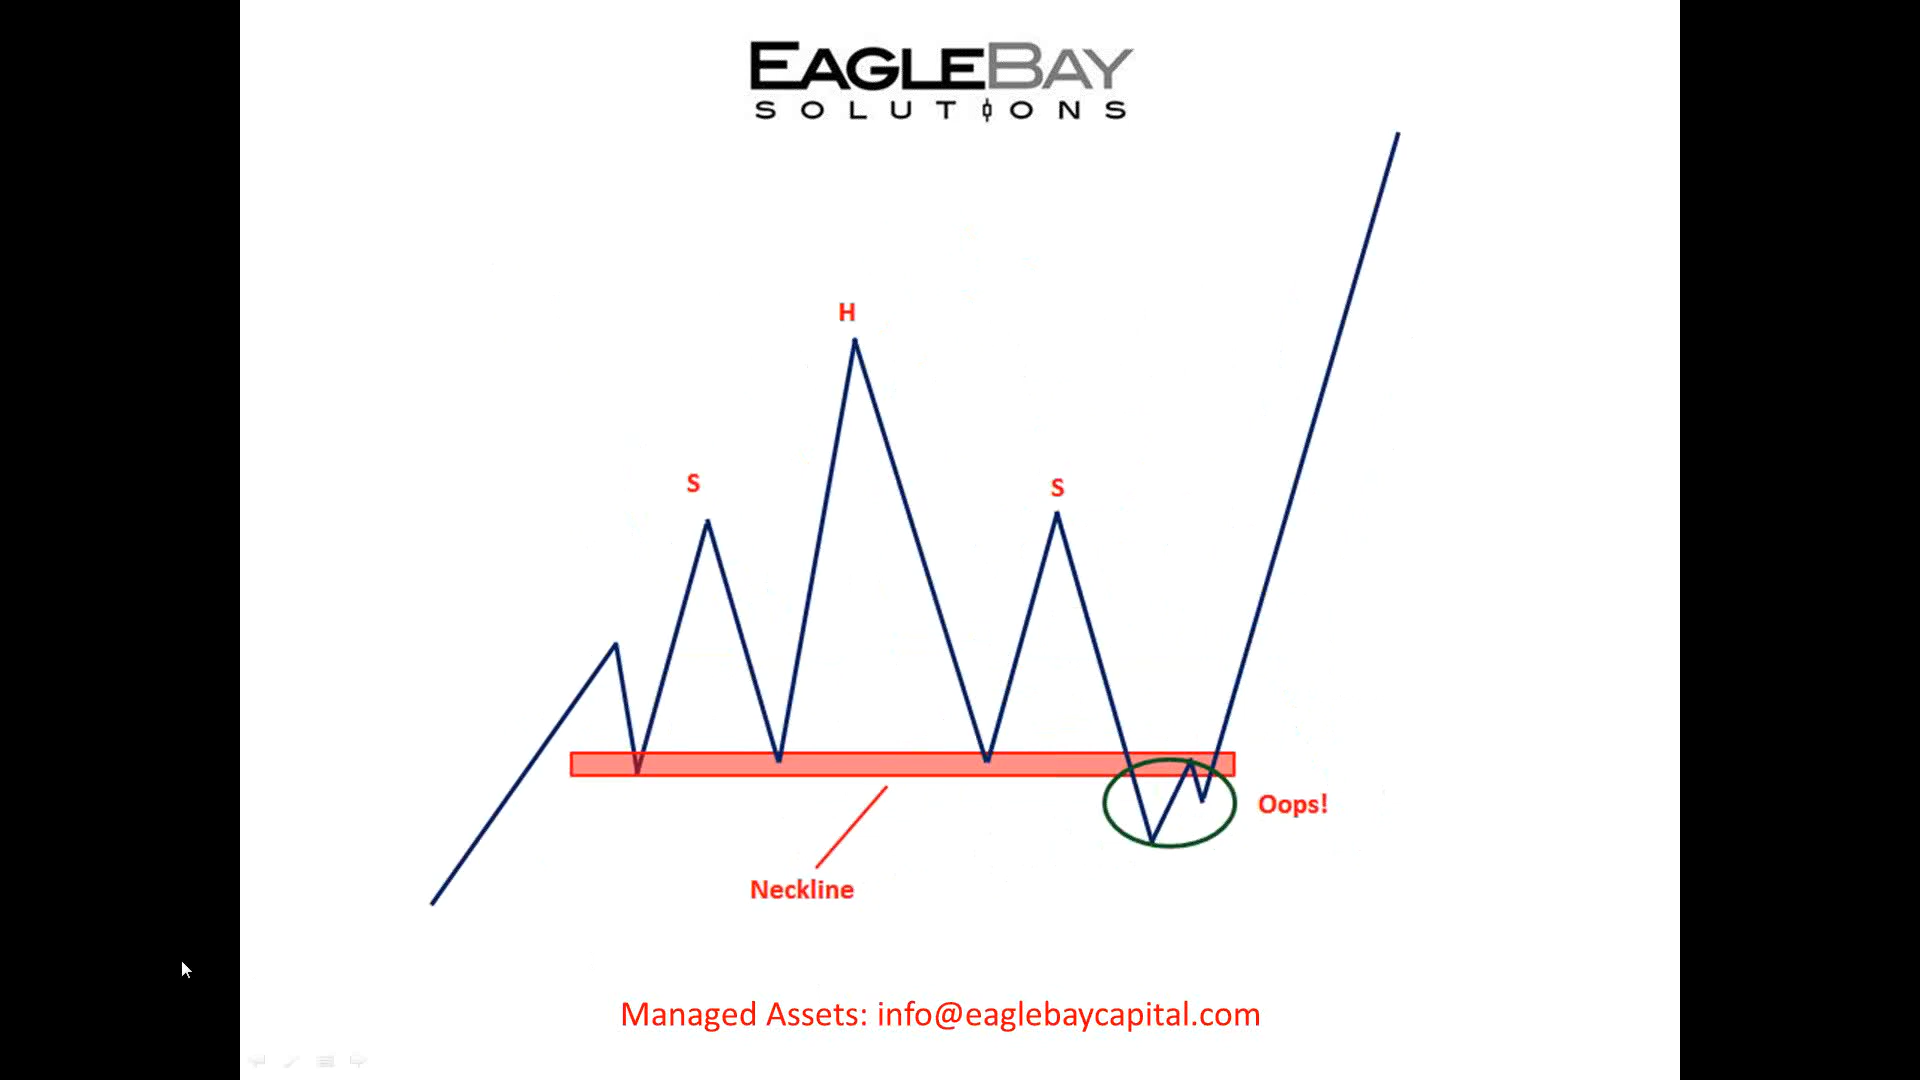 EAGLEBAY
SOLUTIONS
H
S
S
Oops!
Neckline
Managed Assets: info@eaglebaycapital.com